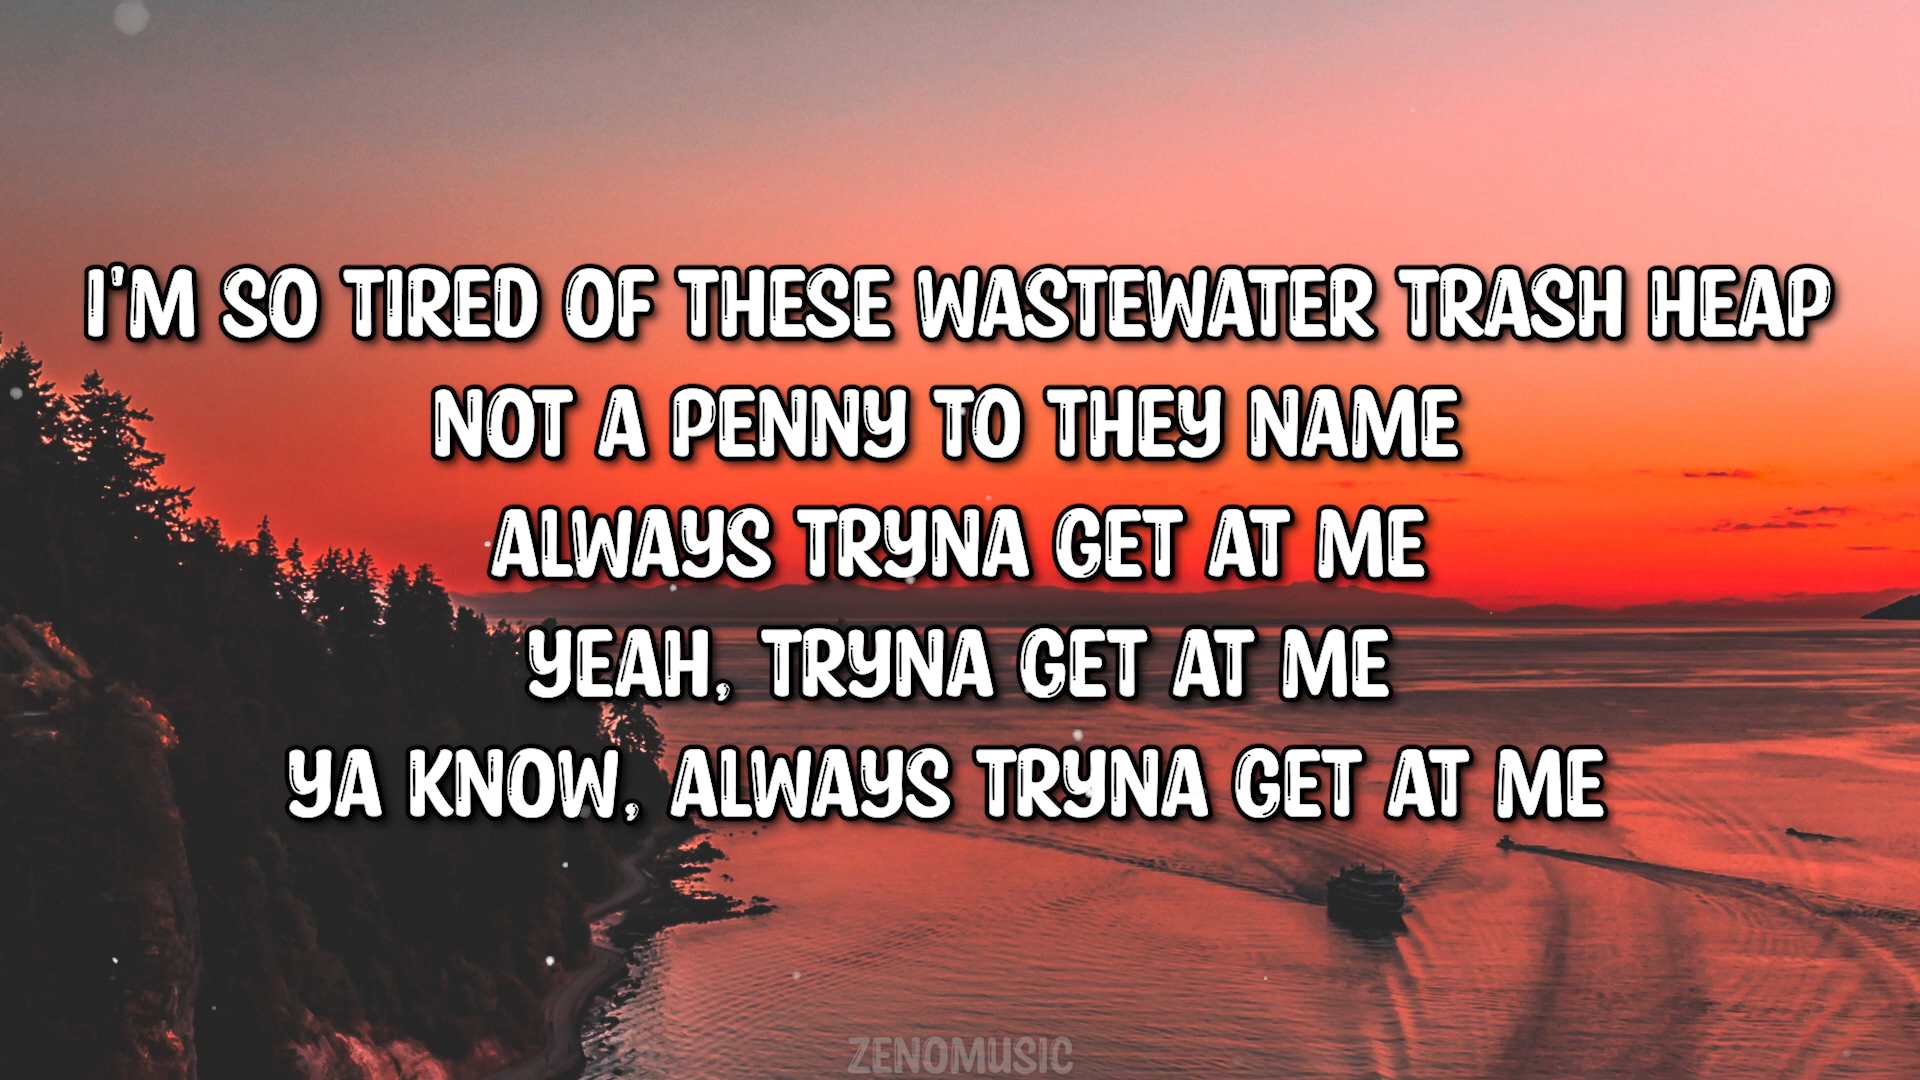 I'M SO TIRED OF THESE WASTEWATER TRASH HEAP
NOT A PENNY TO THEY NAME
ALWAYS TRYNA GET AT ME
YEAH, TRYNA GET AT ME
YA KNOW, ALWAYS TRYNA GET AT ME
ZENOMUSIC